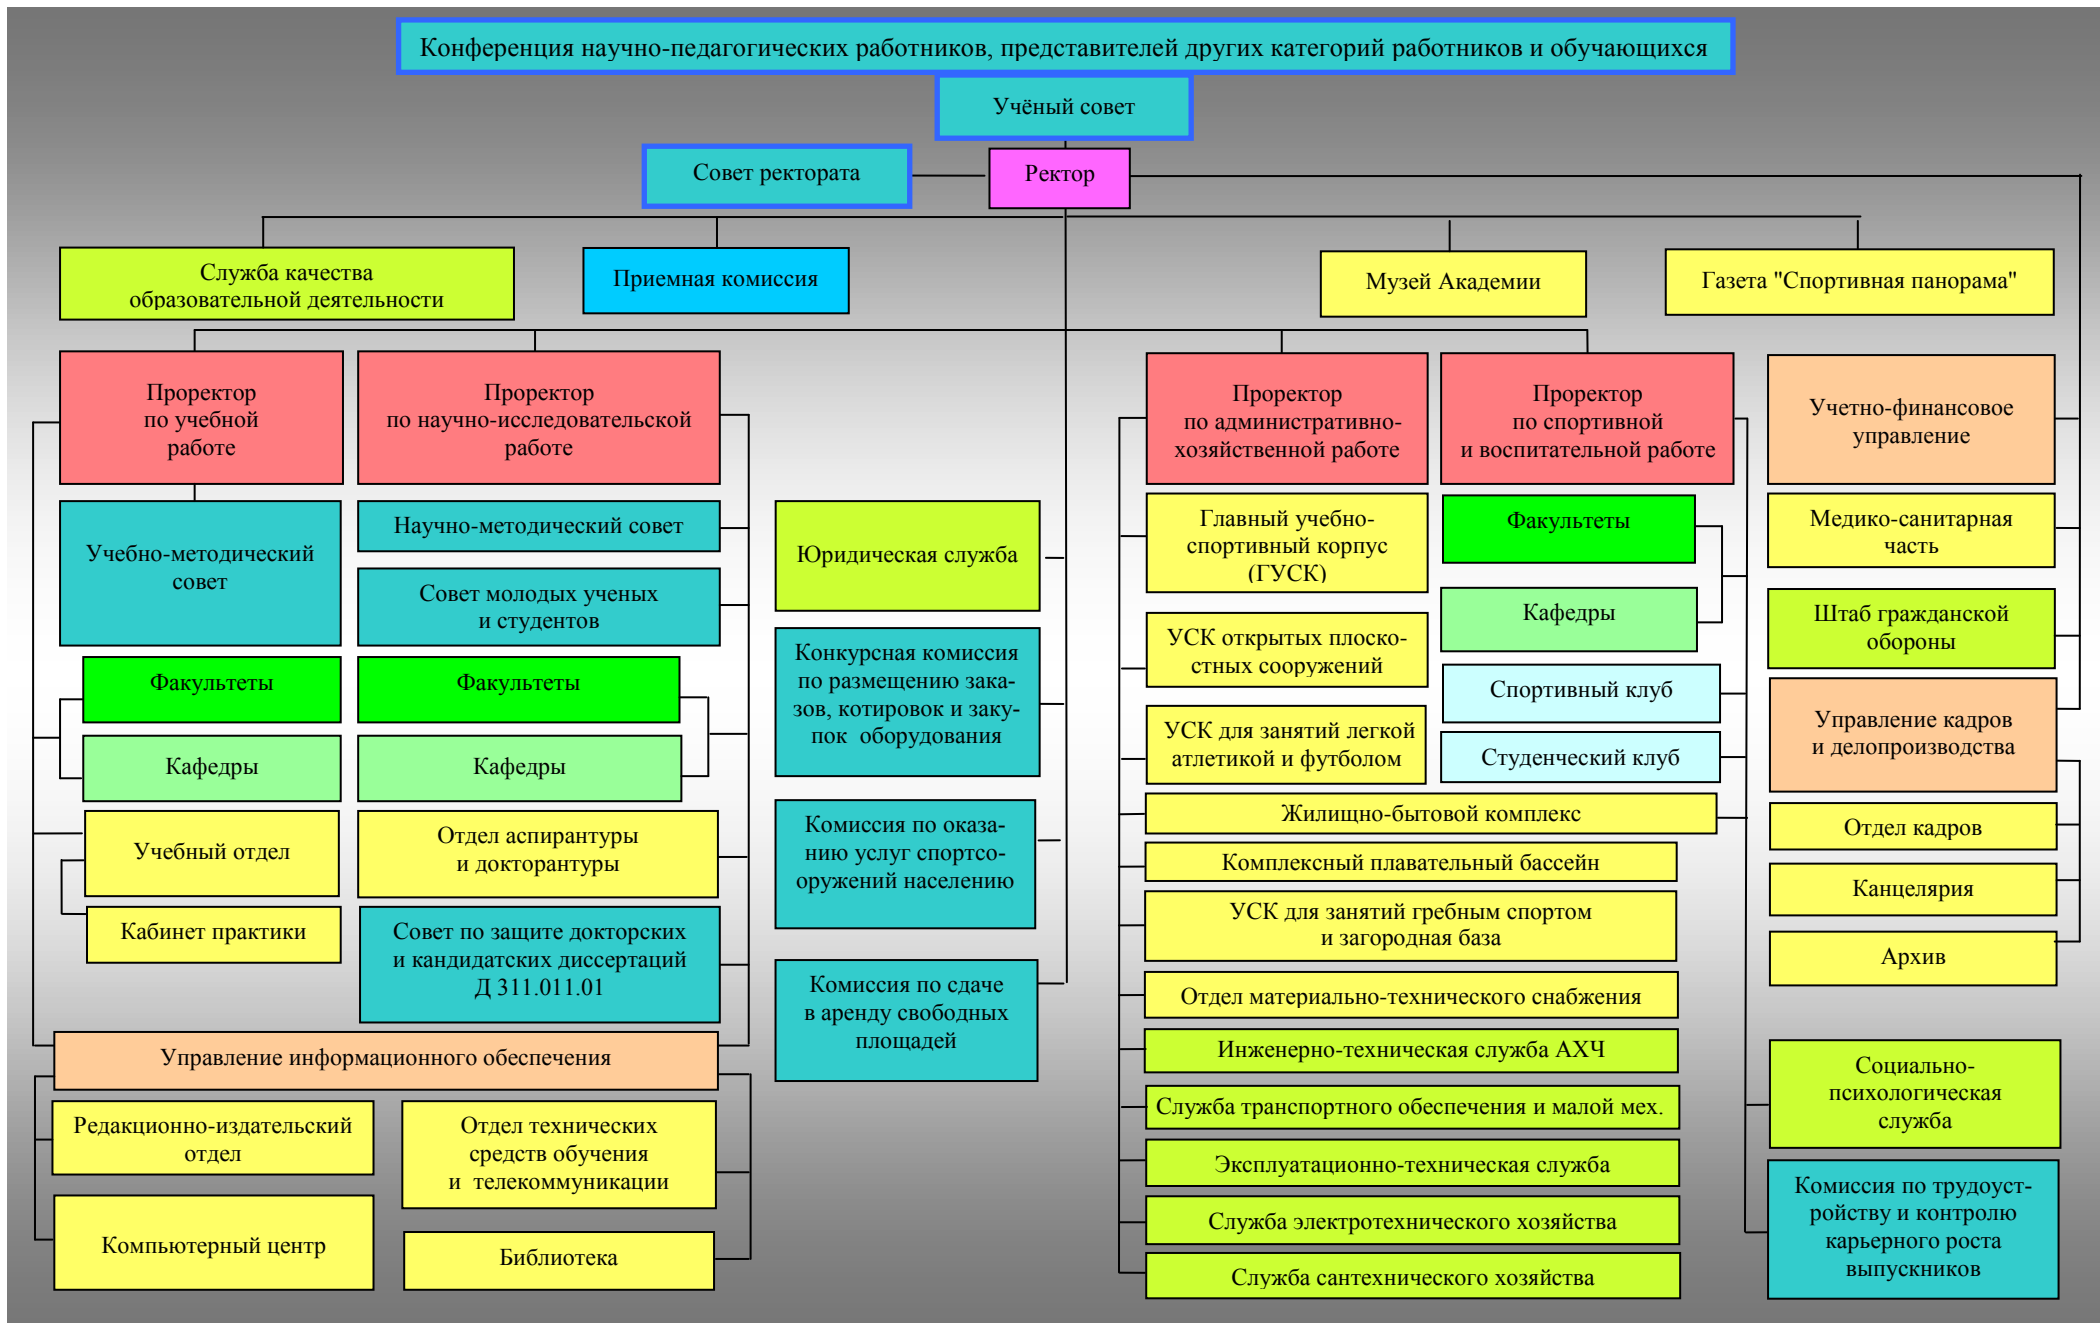 Конференция научно-педагогических работников, представителей других категорий работников и обучающихся
Учёный совет
Совет ректората
Ректор
Служба качества
образовательной деятельности
Приемная комиссия
Музей Академии
Газета "Спортивная панорама"
Проректор
по учебной
работе
Проректор
по научно-исследовательской
работе
Проректор
по административно-
хозяйственной работе
Проректор
по спортивной
и воспитательной работе
Учетно-финансовое
управление
Учебно-методический
совет
Научно-методический совет
Совет молодых ученых
и студентов
Юридическая служба
Главный учебно-
спортивный корпус
(ГУСК)
Факультеты
Медико-санитарная
часть
Кафедры
Штаб гражданской
обороны
УСК открытых плоско-
стных сооружений
Конкурсная комиссия
по размещению зака-
зов, котировок и заку-
пок оборудования
Факультеты
Факультеты
Спортивный клуб
Управление кадров
и делопроизводства
УСК для занятий легкой
атлетикой и футболом
Студенческий клуб
Кафедры
Кафедры
Жилищно-бытовой комплекс
Отдел кадров
Учебный отдел
Отдел аспирантуры
и докторантуры
Комиссия по оказа-
нию услуг спортсо-
оружений населению
Комплексный плавательный бассейн
Канцелярия
Кабинет практики
Совет по защите докторских
и кандидатских диссертаций
Д 311.011.01
УСК для занятий гребным спортом
и загородная база
Архив
Комиссия по сдаче
в аренду свободных
площадей
Отдел материально-технического снабжения
Управление информационного обеспечения
Инженерно-техническая служба АХЧ
Социально-
психологическая
служба
Редакционно-издательский
отдел
Отдел технических
средств обучения
и телекоммуникации
Служба транспортного обеспечения и малой мех.
Эксплуатационно-техническая служба
Комиссия по трудоуст-
ройству и контролю
карьерного роста
выпускников
Компьютерный центр
Библиотека
Служба электротехнического хозяйства
Служба сантехнического хозяйства